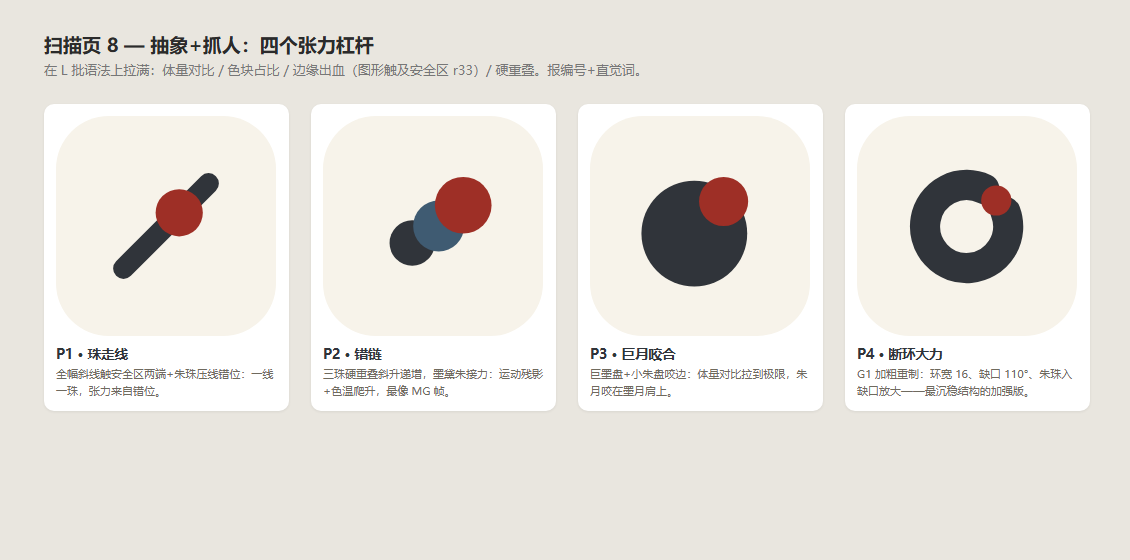 扫描页 8 — 抽象+抓人：四个张力杠杆
在 L 批语法上拉满：体量对比 / 色块占比 / 边缘出血（图形触及安全区 r33）/ 硬重叠。报编号+直觉词。
P1 • 珠走线
全幅斜线触安全区两端+朱珠压线错位：一线
一珠，张力来自错位。
P2 • 错链
三珠硬重叠斜升递增，墨黛朱接力：运动残影
+色温爬升，最像 MG 帧。
P3 • 巨月咬合
巨墨盘+小朱盘咬边：体量对比拉到极限，朱
月咬在墨月肩上。
P4 • 断环大力
G1 加粗重制：环宽 16、缺口 110°、朱珠入
缺口放大——最沉稳结构的加强版。